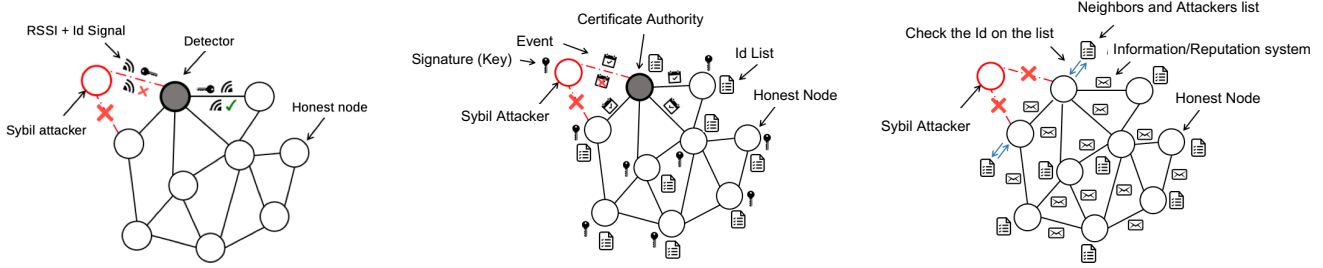 RSSI + Id Signal
Detector
Honest node
Sybil attacker
Certificate Authority
Event
Signature (Key)
Id List
Honest Node
Sybil Attacker
Neighbors and Attackers list
Check the Id on the list
Information/Reputation system
Honest Node
Sybil Attacker